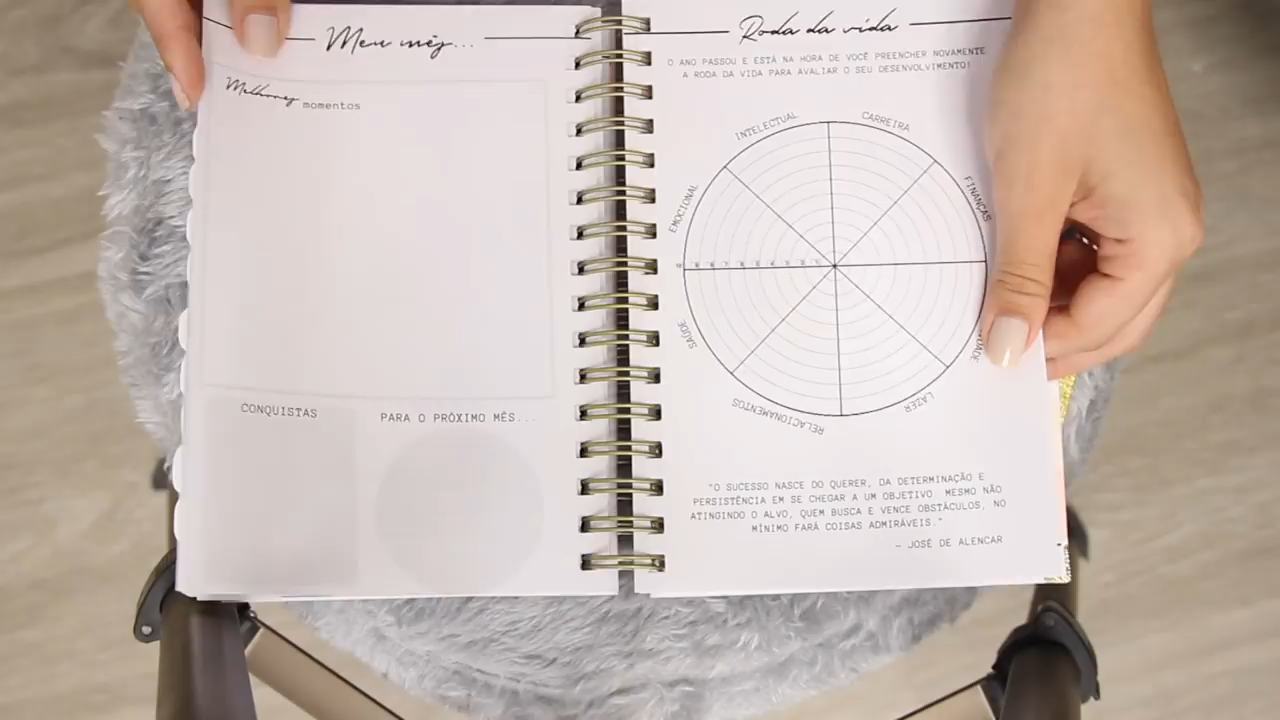 Meu mês...
Melhores momentos
CONQUISTAS
PARA O PRÓXIMO MÊS...
Roda da vida
O ANO PASSOU E ESTÁ NA HORA DE VOCÊ PREENCHER NOVAMENTE
A RODA DA VIDA PARA AVALIAR O SEU DESENVOLVIMENTO!
INTELECTUAL
CARREIRA
EMOCIONAL
FINANÇAS
SAÚDE
RELACIONAMENTOS
LAZER
"O SUCESSO NASCE DO QUERER, DA DETERMINAÇÃO E
PERSISTÊNCIA EM SE CHEGAR A UM OBJETIVO. MESMO NÃO
ATINGINDO O ALVO, QUEM BUSCA E VENCE OBSTÁCULOS, NO
MÍNIMO FARÁ COISAS ADMIRÁVEIS."
– JOSÉ DE ALENCAR